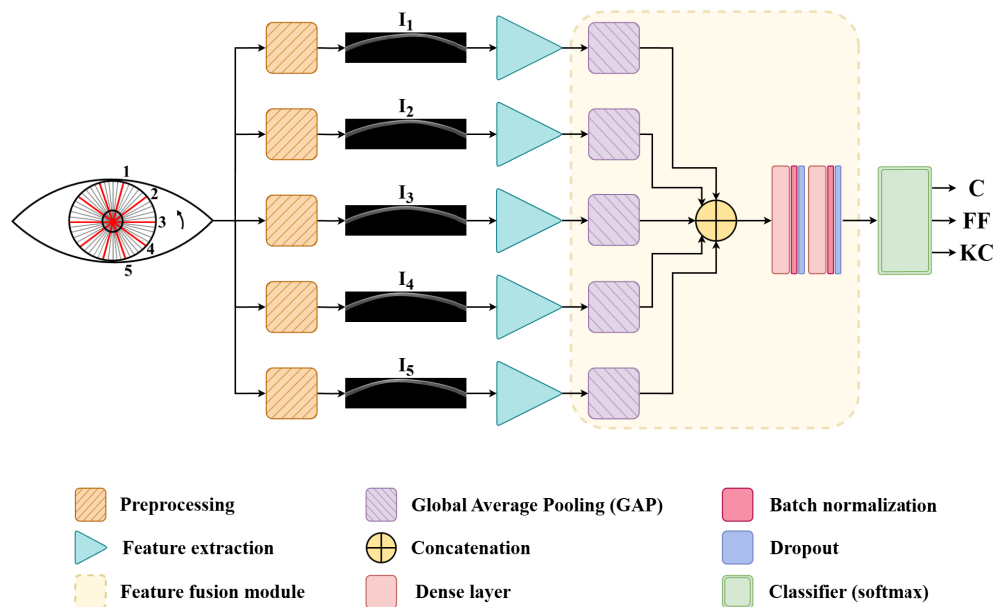 I1
I2
1
2
3
4
5
I3
I4
I5
C
FF
KC
Preprocessing
Global Average Pooling (GAP)
Batch normalization
Feature extraction
Concatenation
Dropout
Feature fusion module
Dense layer
Classifier (softmax)